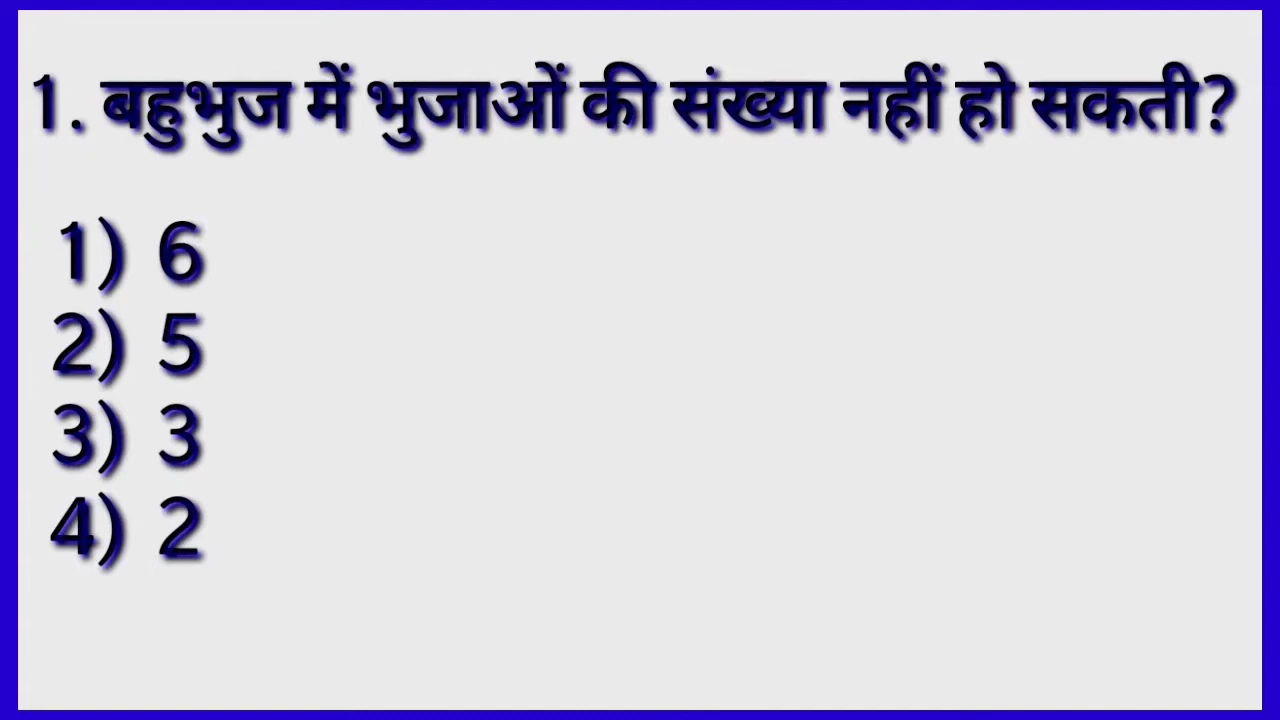 1. बहुभुज में भुजाओं की संख्या नहीं हो सकती?
1) 6
2) 5
3) 3
4) 2